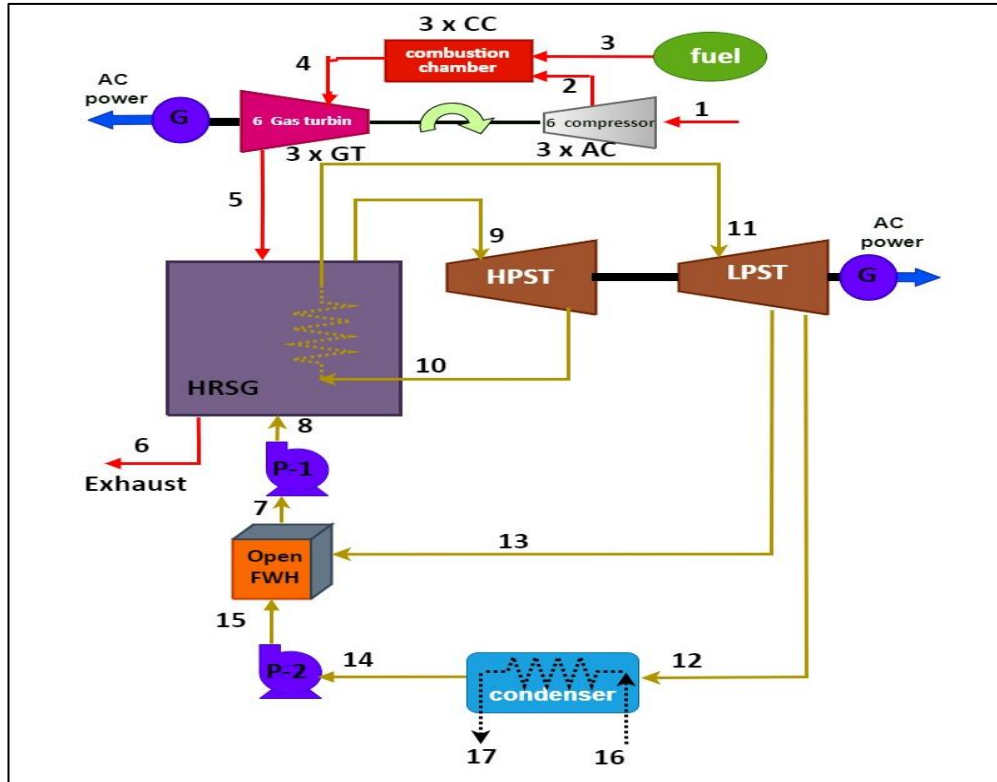 3 x CC
3
combustion
chamber
fuel
4
2
AC
power
G
6 Gas turbin
6 compressor
1
3 x GT
3 x AC
5
9
11
AC
power
HPST
LPST
G
HRSG
10
8
6
Exhaust
P-1
7
Open
FWH
13
15
P-2
14
condenser
12
17
16